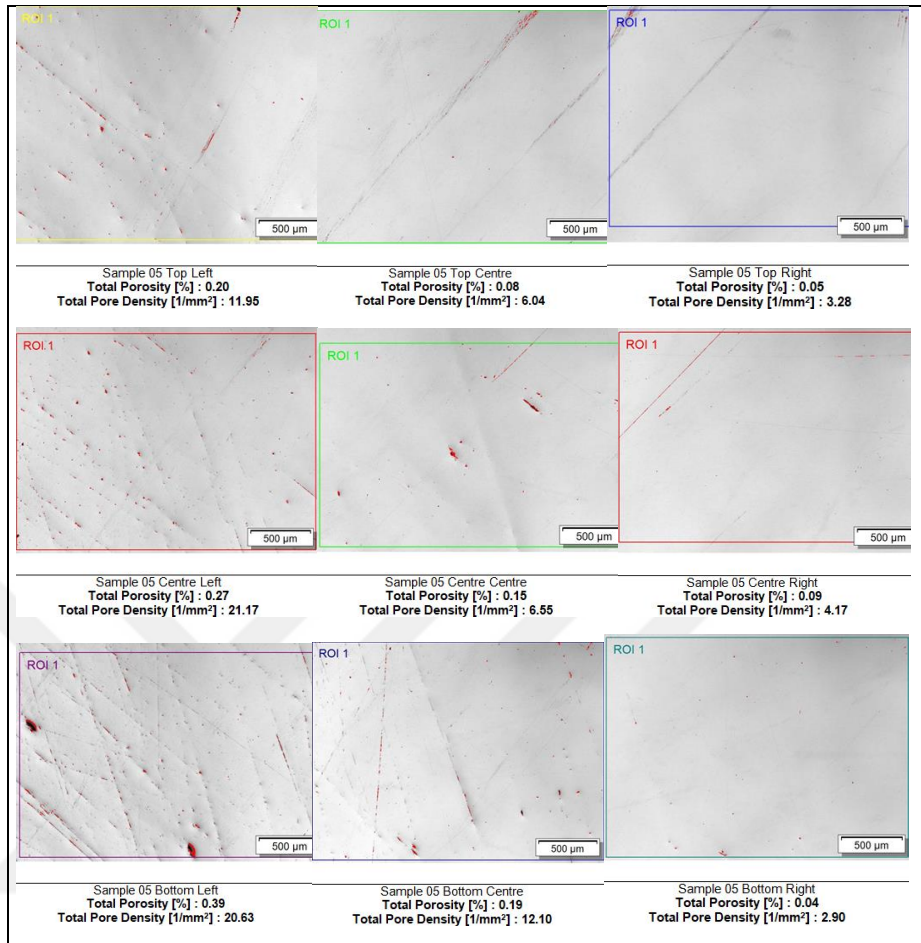 ROI 1
ROI 1
ROI 1
500 µm
500 µm
500 µm
Sample 05 Top Left
Total Porosity [%] : 0.20
Total Pore Density [1/mm²] : 11.95
Sample 05 Top Centre
Total Porosity [%] : 0.08
Total Pore Density [1/mm²] : 6.04
Sample 05 Top Right
Total Porosity [%] : 0.05
Total Pore Density [1/mm²] : 3.28
ROI 1
ROI 1
ROI 1
500 µm
500 µm
500 µm
Sample 05 Centre Left
Total Porosity [%] : 0.27
Total Pore Density [1/mm²] : 21.17
Sample 05 Centre Centre
Total Porosity [%] : 0.15
Total Pore Density [1/mm²] : 6.55
Sample 05 Centre Right
Total Porosity [%] : 0.09
Total Pore Density [1/mm²] : 4.17
ROI 1
ROI 1
ROI 1
500 µm
500 µm
500 µm
Sample 05 Bottom Left
Total Porosity [%] : 0.39
Total Pore Density [1/mm²] : 20.63
Sample 05 Bottom Centre
Total Porosity [%] : 0.19
Total Pore Density [1/mm²] : 12.10
Sample 05 Bottom Right
Total Porosity [%] : 0.04
Total Pore Density [1/mm²] : 2.90